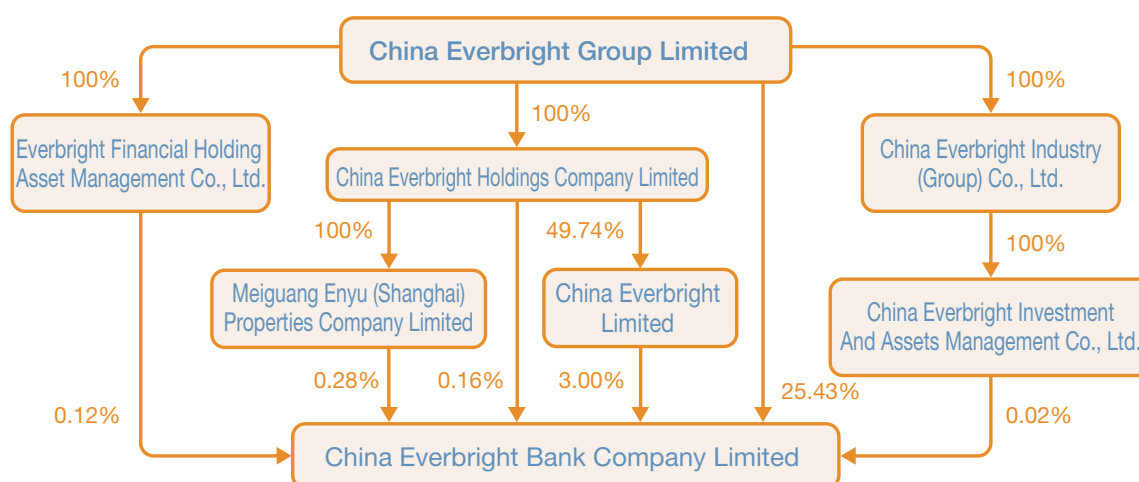 China Everbright Group Limited
100%
100%
100%
Everbright Financial Holding
Asset Management Co., Ltd.
China Everbright Holdings Company Limited
China Everbright Industry
(Group) Co., Ltd.
100%
49.74%
100%
Meiguang Enyu (Shanghai)
Properties Company Limited
China Everbright
Limited
China Everbright Investment
And Assets Management Co., Ltd.
0.12%
0.28%
0.16%
3.00%
25.43%
0.02%
China Everbright Bank Company Limited